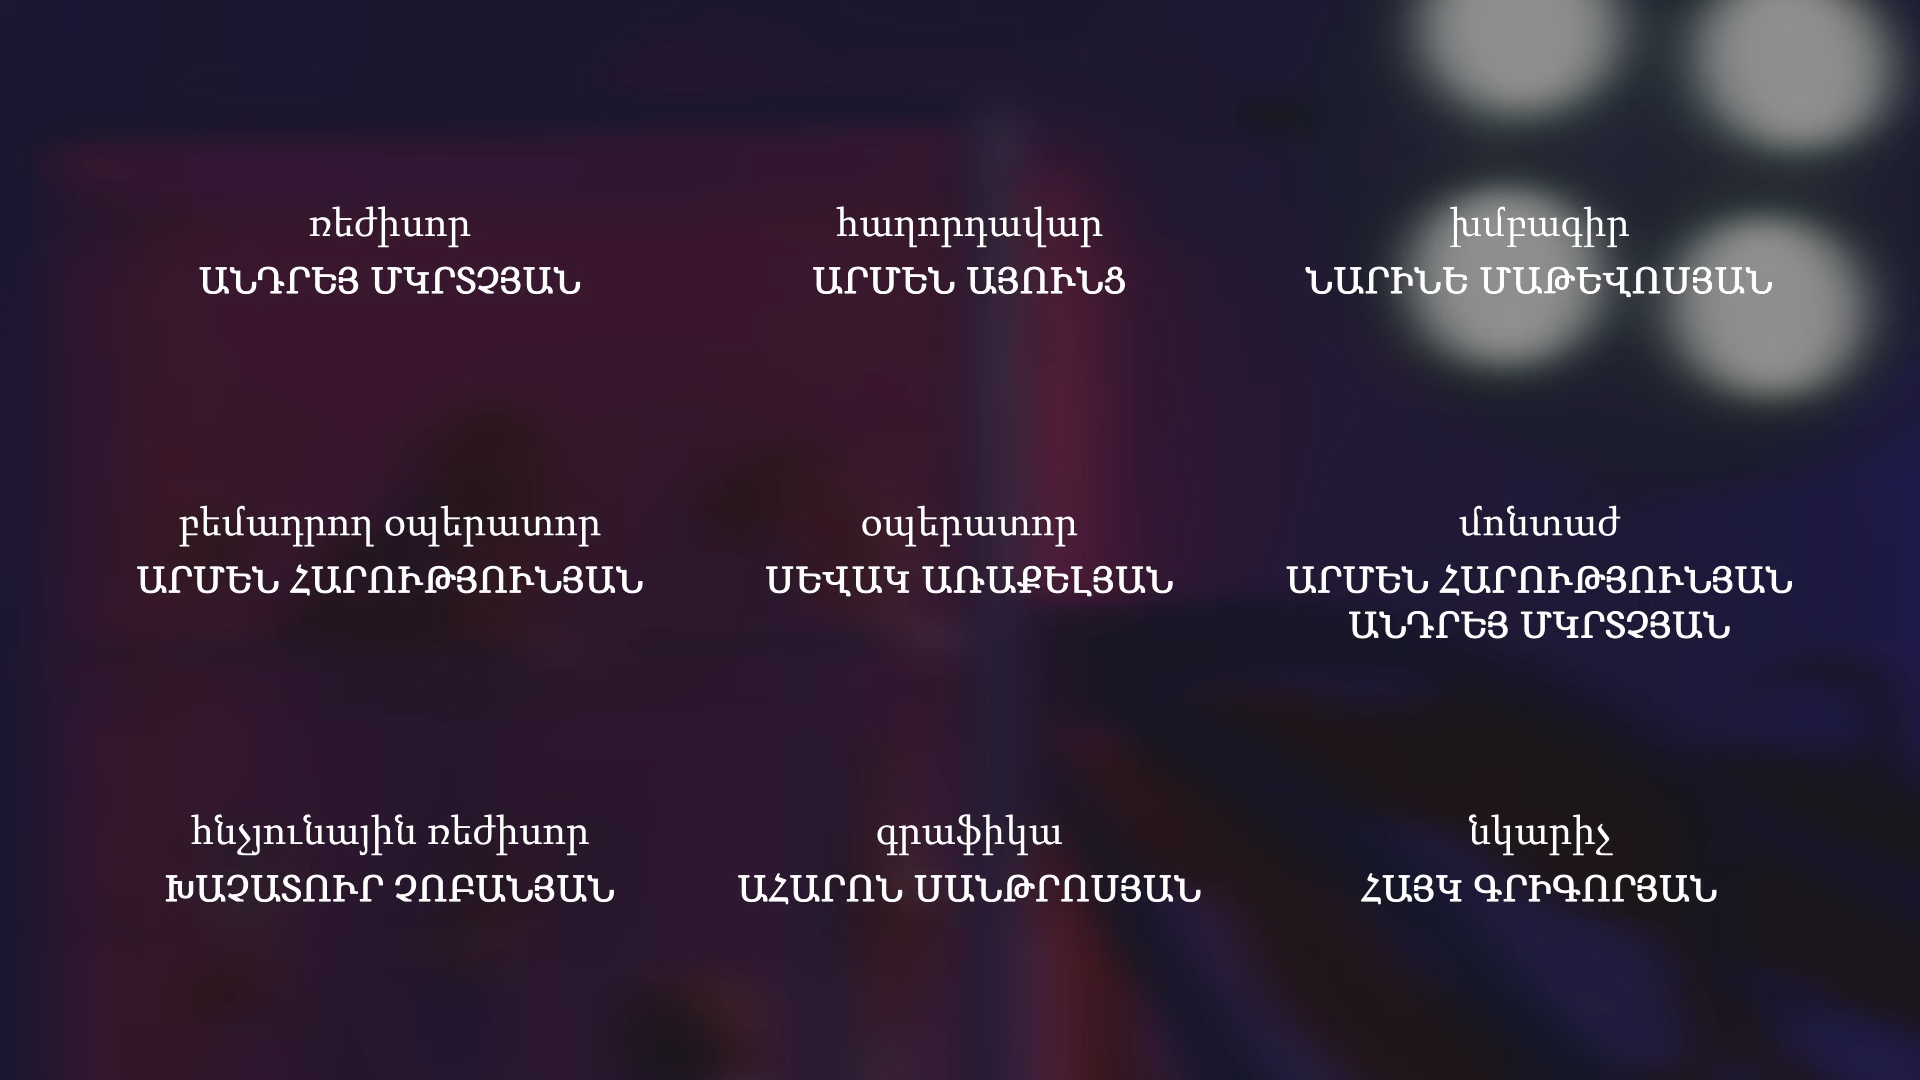 ռեժիսոր
ԱՆԴՐԵՅ ՄԿՐՏՉՅԱՆ
հաղորդավար
ԱՐՄԵՆ ԱՅՈՒՆՑ
խմբագիր
ՆԱՐԻՆԵ ՄԱԹԵՎՈՍՅԱՆ
բեմադրող օպերատոր
ԱՐՄԵՆ ՀԱՐՈՒԹՅՈՒՆՅԱՆ
օպերատոր
ՍԵՎԱԿ ԱՌԱՔԵԼՅԱՆ
մոնտաժ
ԱՐՄԵՆ ՀԱՐՈՒԹՅՈՒՆՅԱՆ
ԱՆԴՐԵՅ ՄԿՐՏՉՅԱՆ
հնչյունային ռեժիսոր
ԽԱՉԱՏՈՒՐ ՉՈԲԱՆՅԱՆ
գրաֆիկա
ԱՀԱՐՈՆ ՍԱՆԹՐՈՍՅԱՆ
նկարիչ
ՀԱՅԿ ԳՐԻԳՈՐՅԱՆ